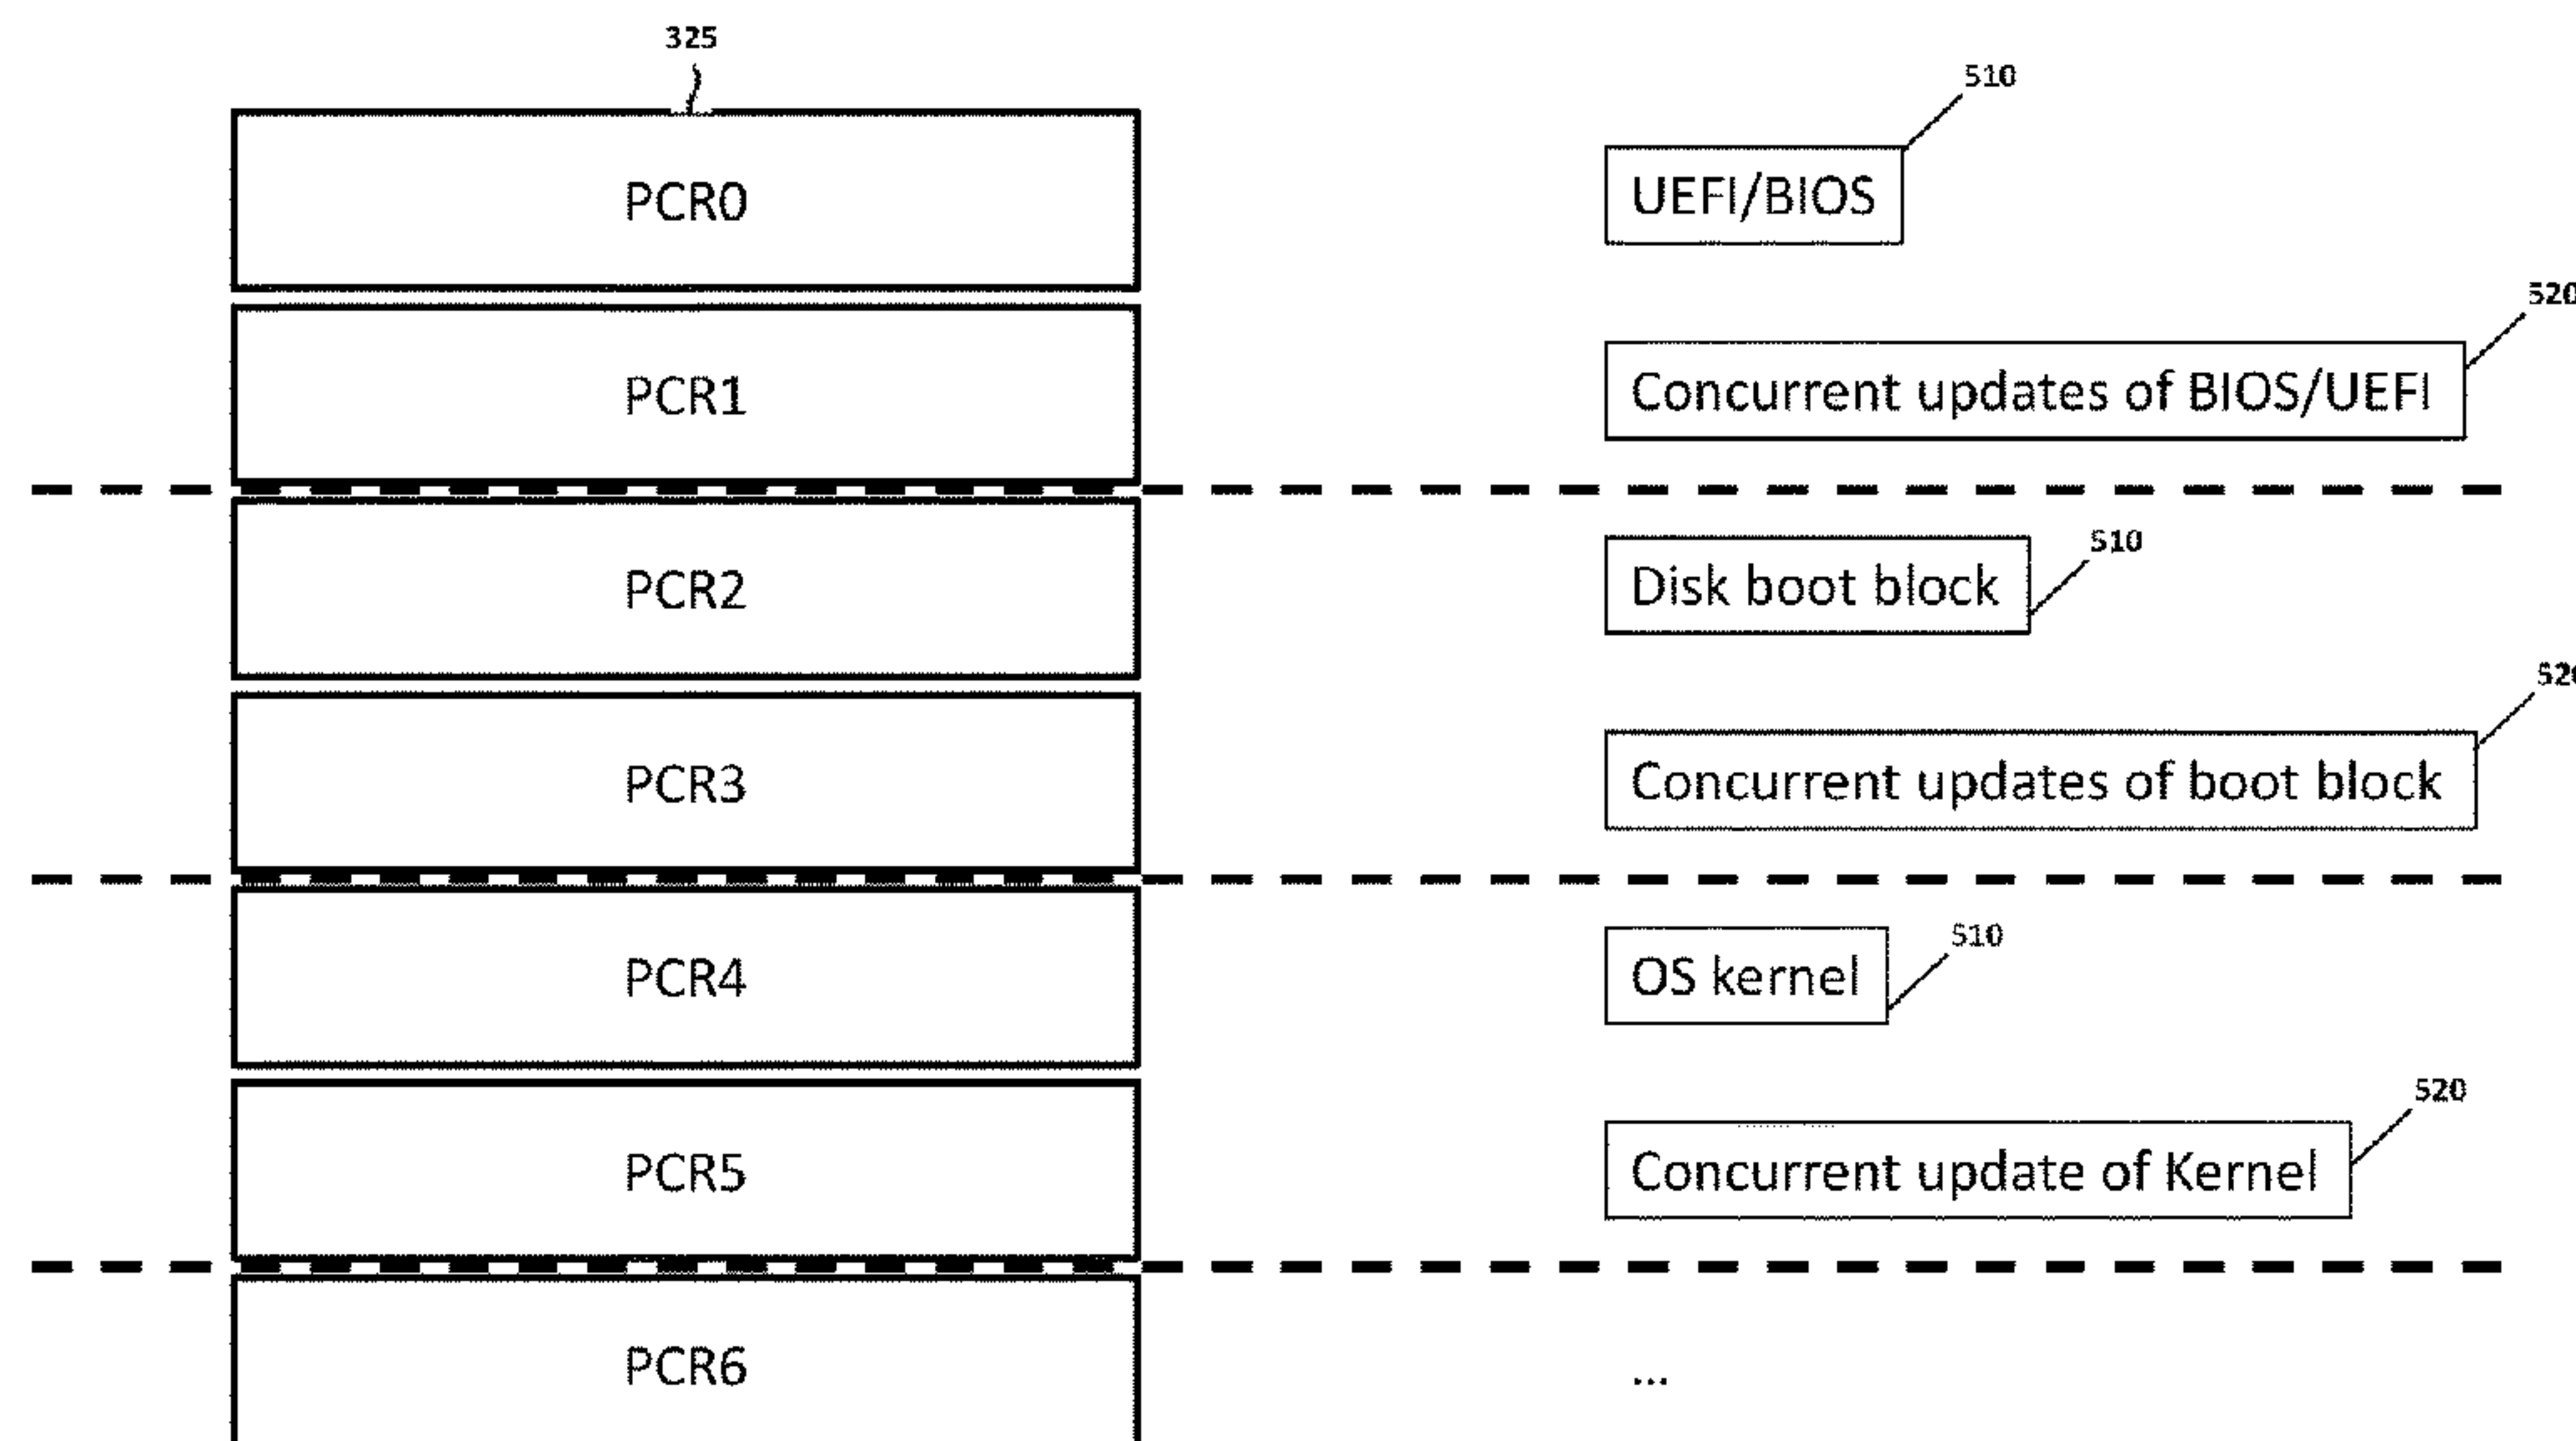 325
510
PCR0
UEFI/BIOS
520
PCR1
Concurrent updates of BIOS/UEFI
510
PCR2
Disk boot block
520
PCR3
Concurrent updates of boot block
510
PCR4
OS kernel
520
PCR5
Concurrent update of Kernel
PCR6
...